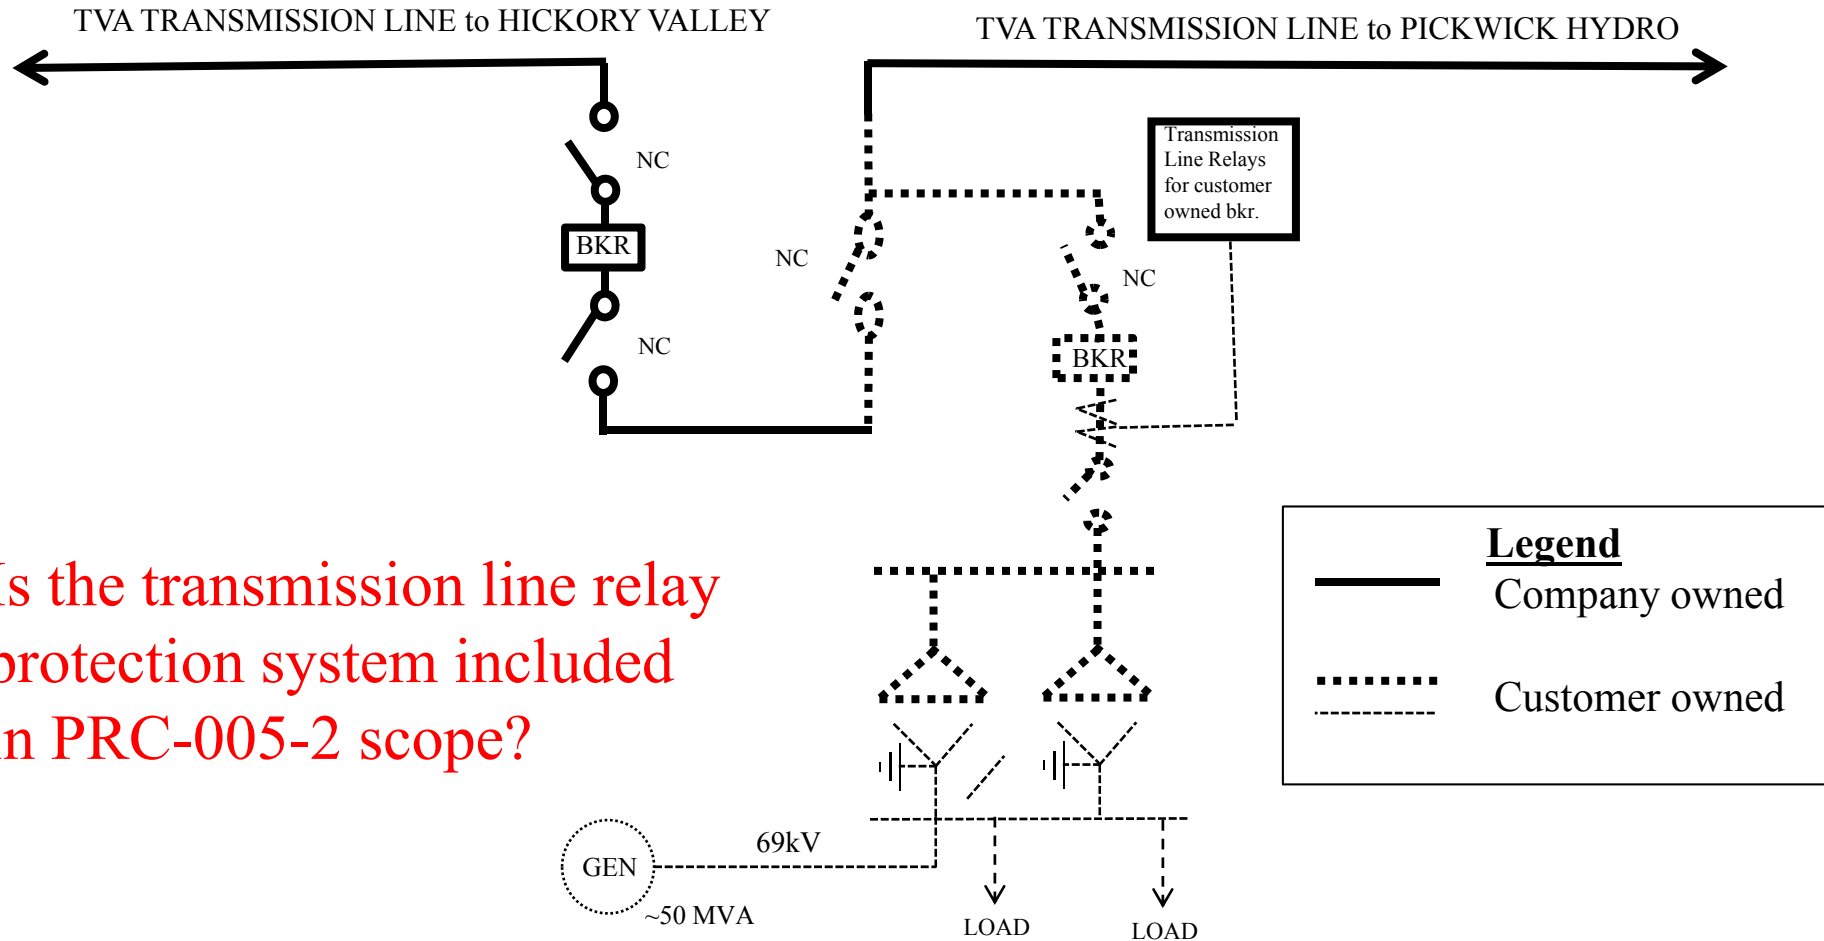 TVA TRANSMISSION LINE to HICKORY VALLEY
TVA TRANSMISSION LINE to PICKWICK HYDRO
NC
BKR
NC
NC
NC
BKR
Transmission
Line Relays
for customer
owned bkr.
Is the transmission line relay
protection system included
in PRC-005-2 scope?
Legend
Company owned
Customer owned
69kV
GEN
~50 MVA
LOAD
LOAD